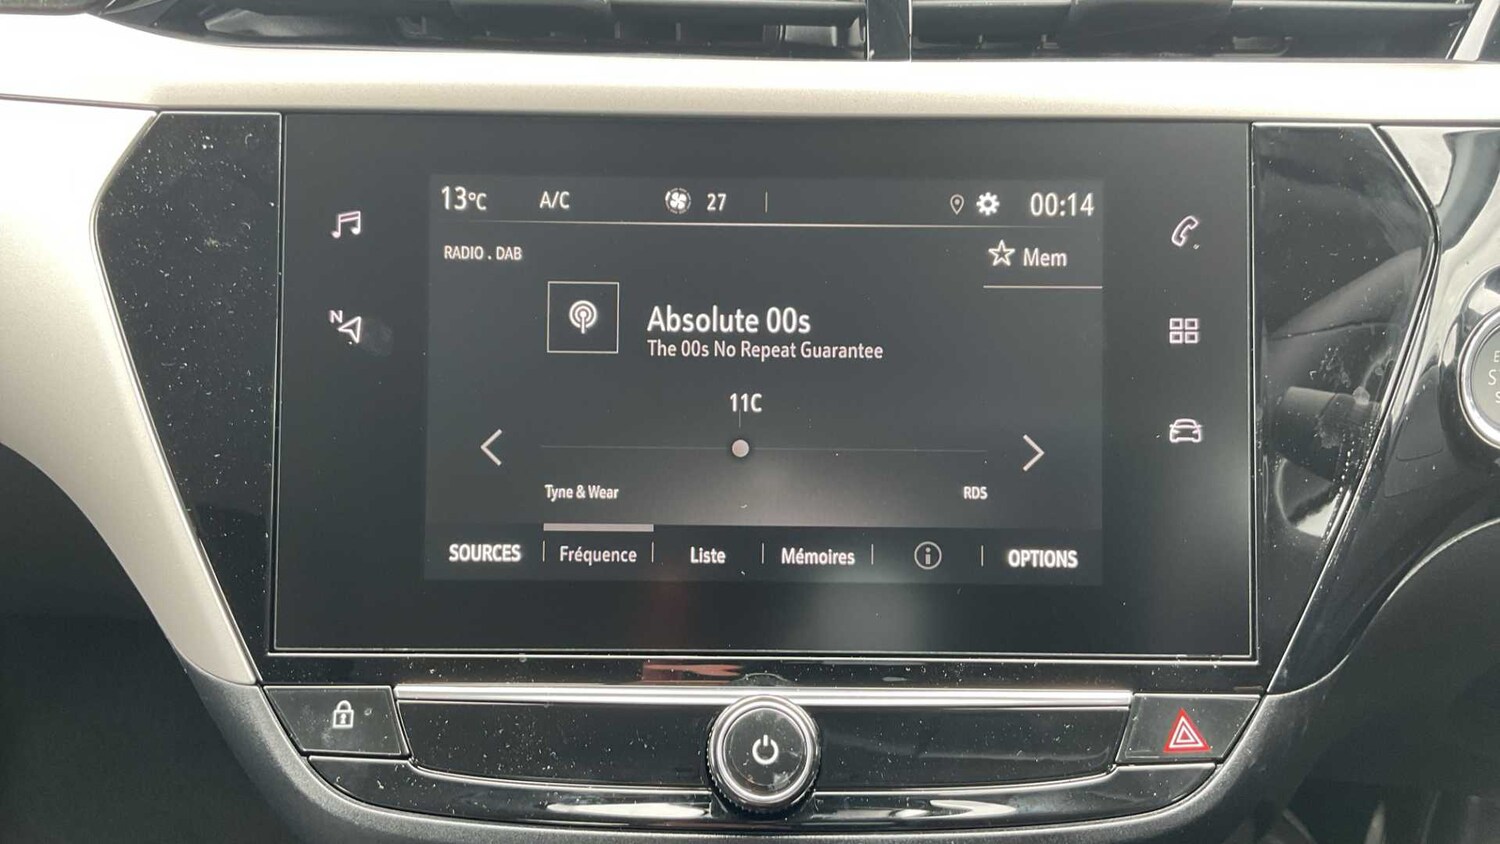 13°C A/C 27 00:14
RADIO . DAB
Mem
Absolute 00s
The 00s No Repeat Guarantee
11C
Tyne & Wear RDS
SOURCES Fréquence Liste Mémoires OPTIONS
N